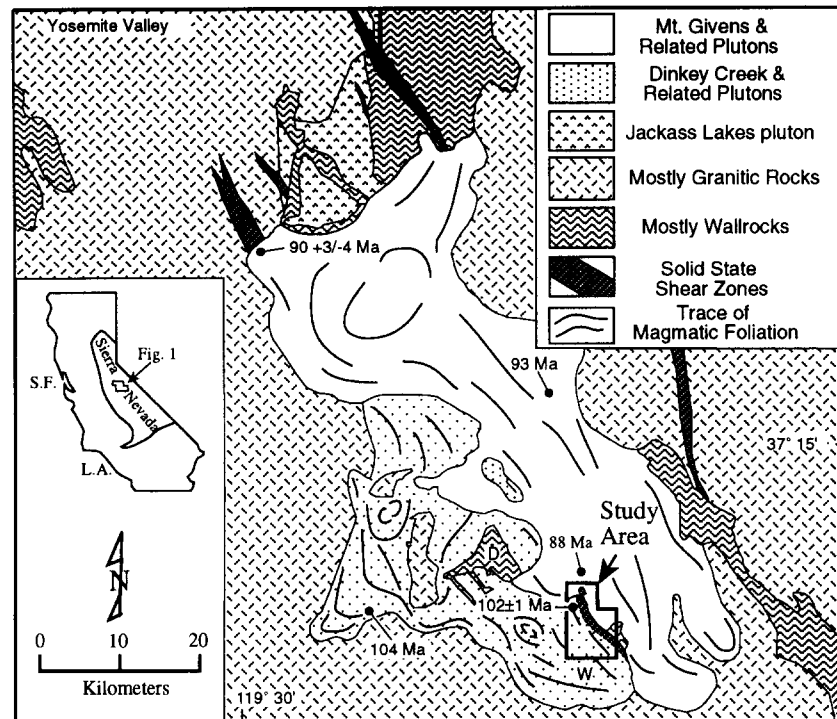 Yosemite Valley
Mt. Givens &
Related Plutons
Dinkey Creek &
Related Plutons
Jackass Lakes pluton
Mostly Granitic Rocks
Mostly Wallrocks
Solid State
Shear Zones
Trace of
Magmatic Foliation
90 +3/-4 Ma
93 Ma
37° 15'
Sierra
Nevada
Fig. 1
S.F.
L.A.
N
0 10 20
Kilometers
Study
Area
88 Ma
D
102±1 Ma
104 Ma
W
119° 30'